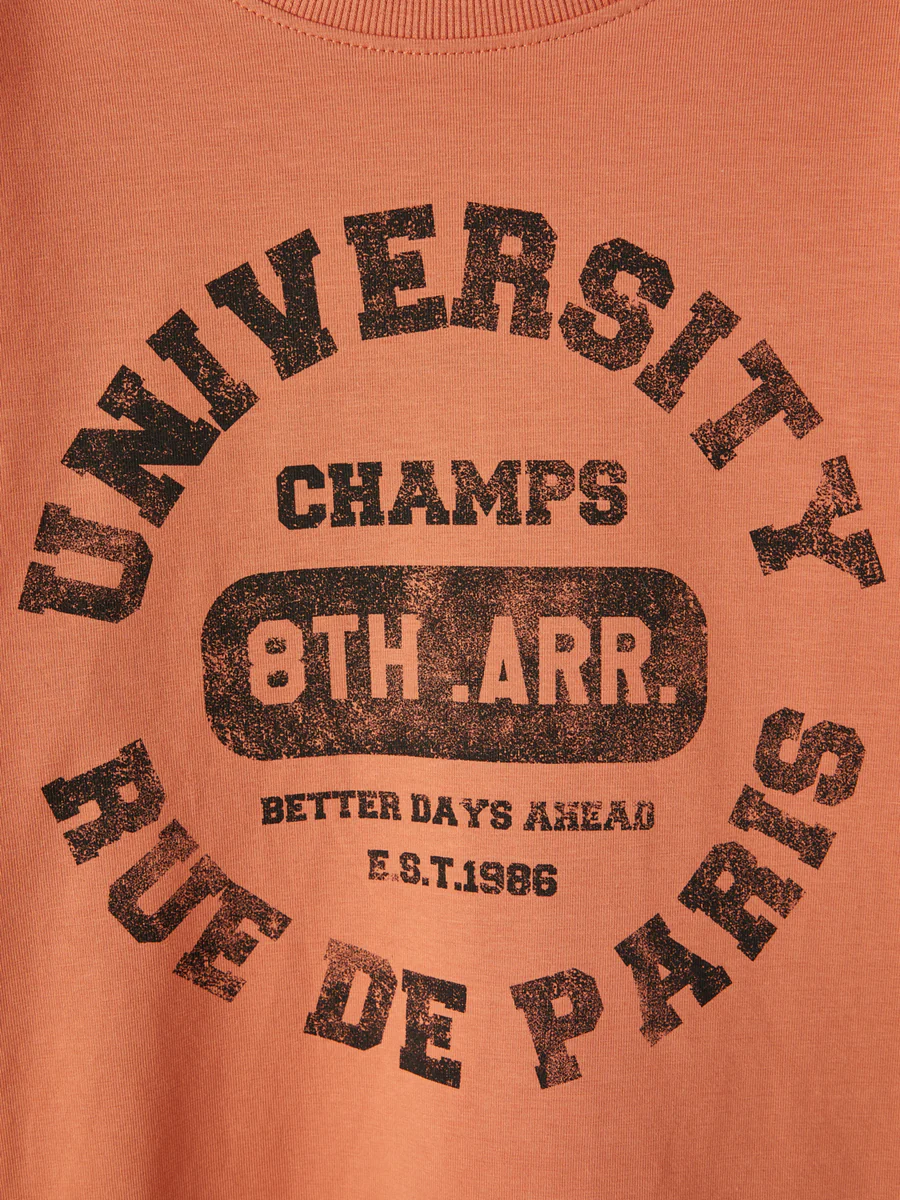 UNIVERSITY
CHAMPS
8TH .ARR.
BETTER DAYS AHEAD
E.S.T.1986
RUE DE PARIS